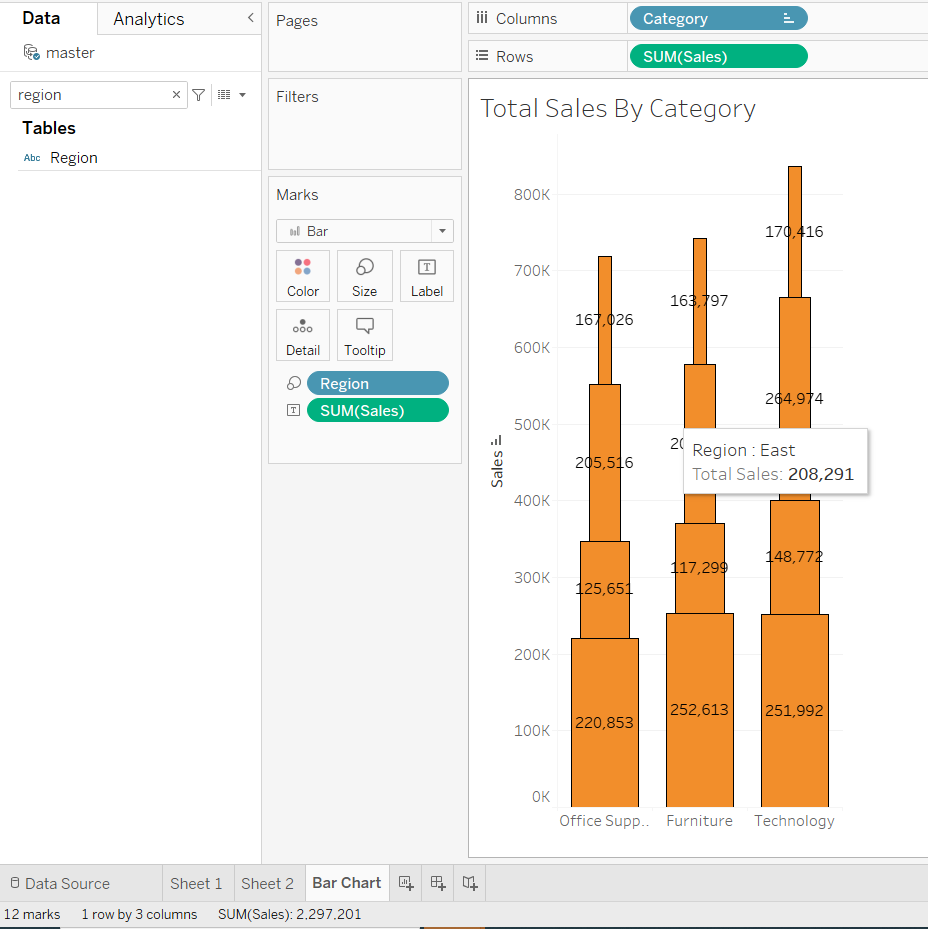 Data
Analytics
master
region
Tables
Abc Region
Pages
Filters
Marks
Bar
Color
Size
Label
Detail
Tooltip
Region
SUM(Sales)
Columns
Category
Rows
SUM(Sales)
Total Sales By Category
Sales
800K
700K
600K
500K
400K
300K
200K
100K
0K
167,026
205,516
125,651
220,853
163,797
117,299
252,613
170,416
264,974
148,772
251,992
Region : East
Total Sales: 208,291
Office Supp..
Furniture
Technology
Data Source
Sheet 1
Sheet 2
Bar Chart
12 marks
1 row by 3 columns
SUM(Sales): 2,297,201